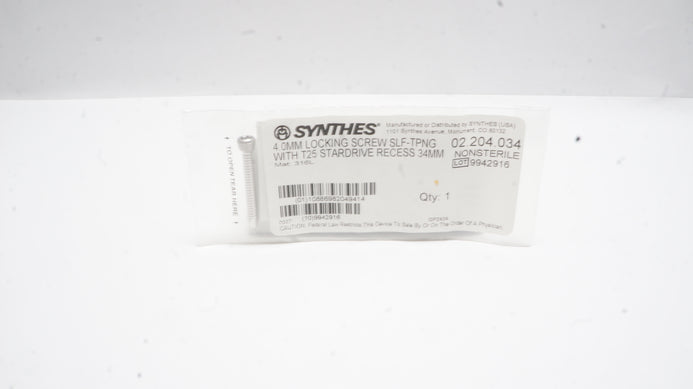 TO OPEN TEAR HERE
SYNTHES®
Manufactured or Distributed by SYNTHES (USA)
1101 Synthes Avenue, Monument, CO 80132
4.0MM LOCKING SCREW SLF-TPNG
WITH T25 STARDRIVE RECESS 34MM
Mat: 316L
02.204.034
NONSTERILE
LOT 9942916
(01)10886982049414
Qty: 1
(10)9942916
CAUTION: Federal Law Restricts This Device To Sale By Or On The Order Of A Physician